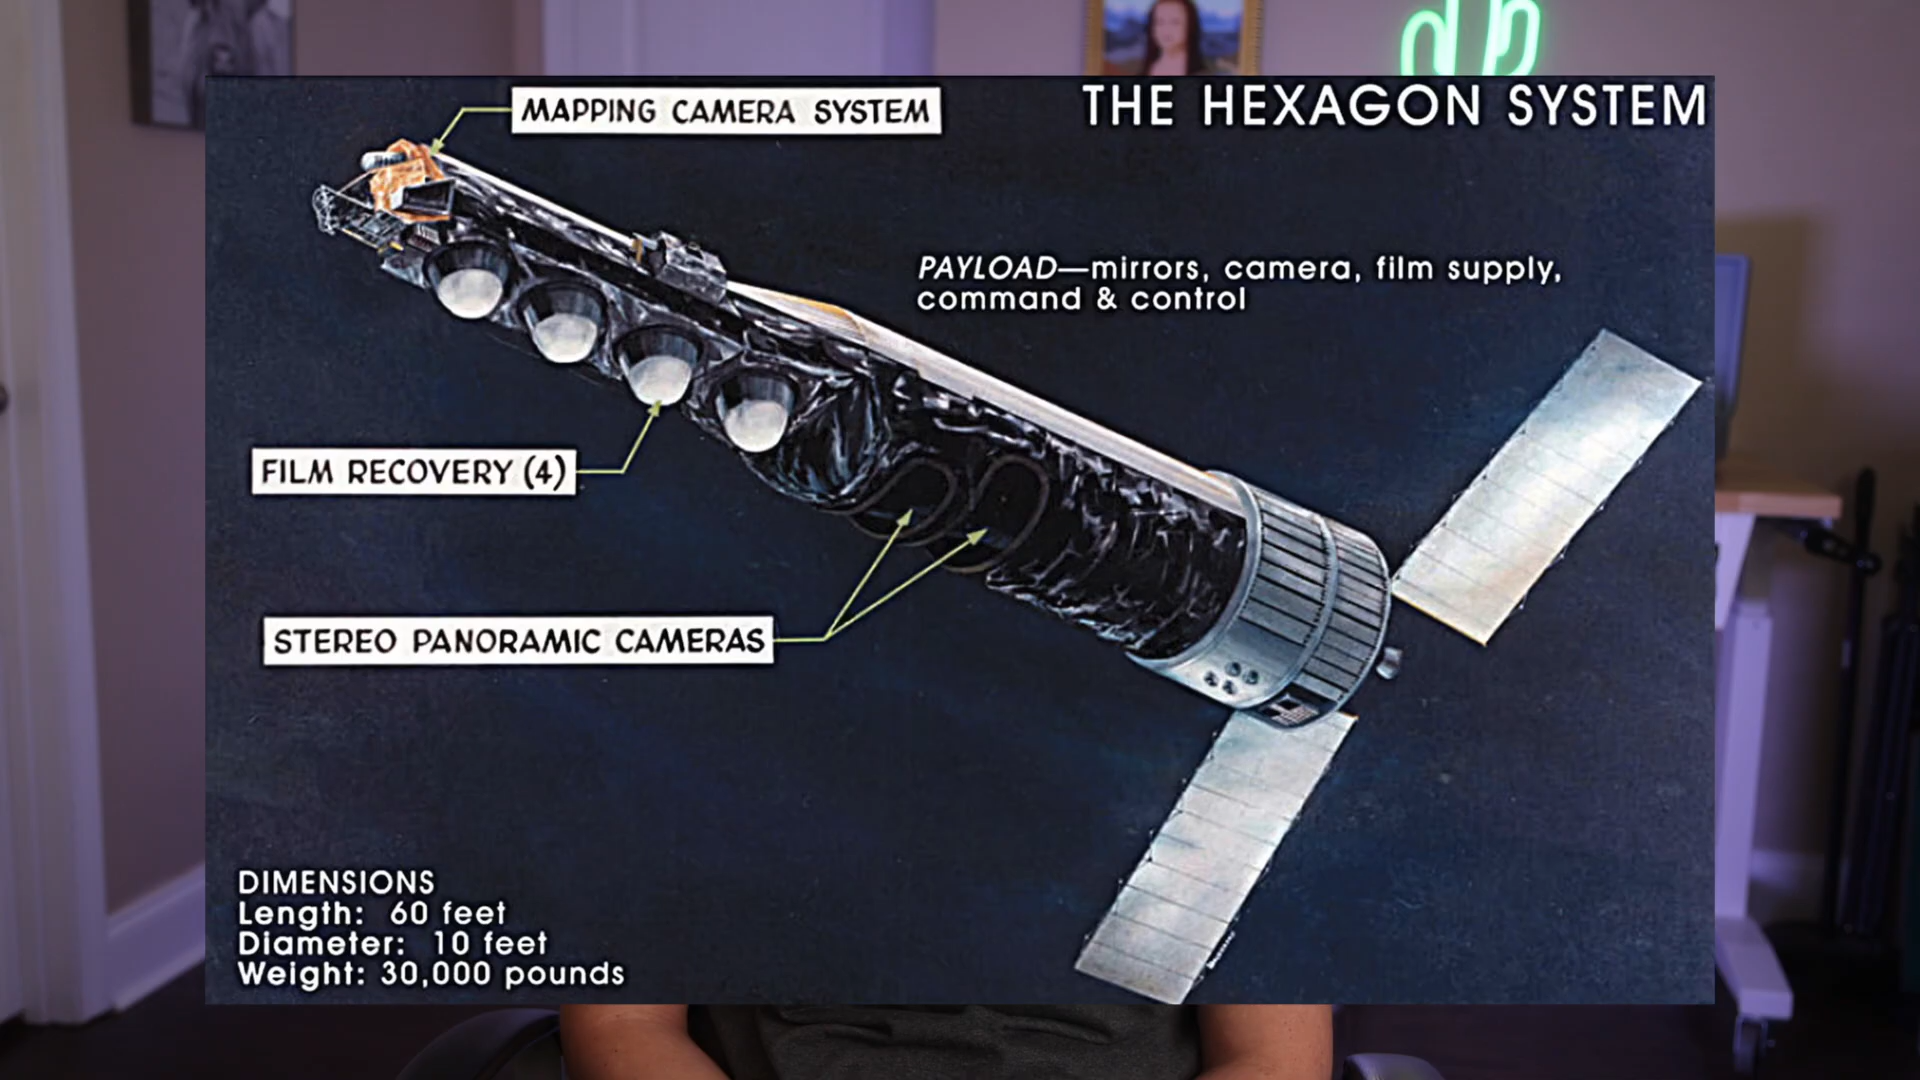 MAPPING CAMERA SYSTEM
THE HEXAGON SYSTEM
PAYLOAD—mirrors, camera, film supply,
command & control
FILM RECOVERY (4)
STEREO PANORAMIC CAMERAS
DIMENSIONS
Length: 60 feet
Diameter: 10 feet
Weight: 30,000 pounds